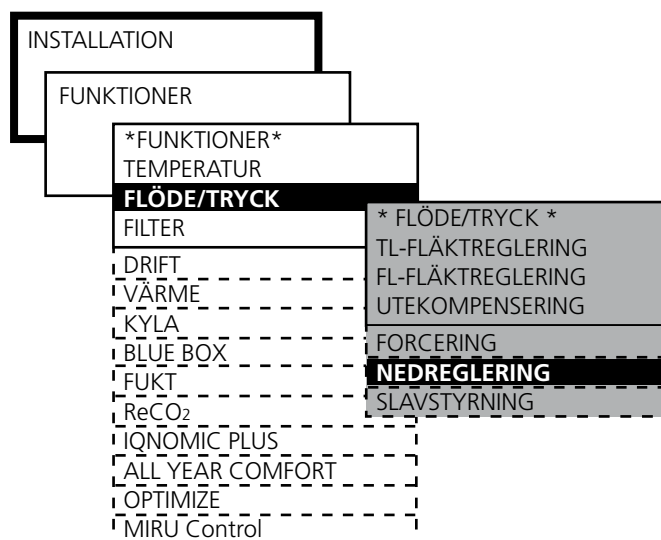 INSTALLATION
FUNKTIONER
*FUNKTIONER*
TEMPERATUR
FLÖDE/TRYCK
FILTER
DRIFT
VÄRME
KYLA
BLUE BOX
FUKT
ReCO2
IQNOMIC PLUS
ALL YEAR COMFORT
OPTIMIZE
MIRU Control
* FLÖDE/TRYCK *
TL-FLÄKTREGLERING
FL-FLÄKTREGLERING
UTEKOMPENSERING
FORCERING
NEDREGLERING
SLAVSTYRNING